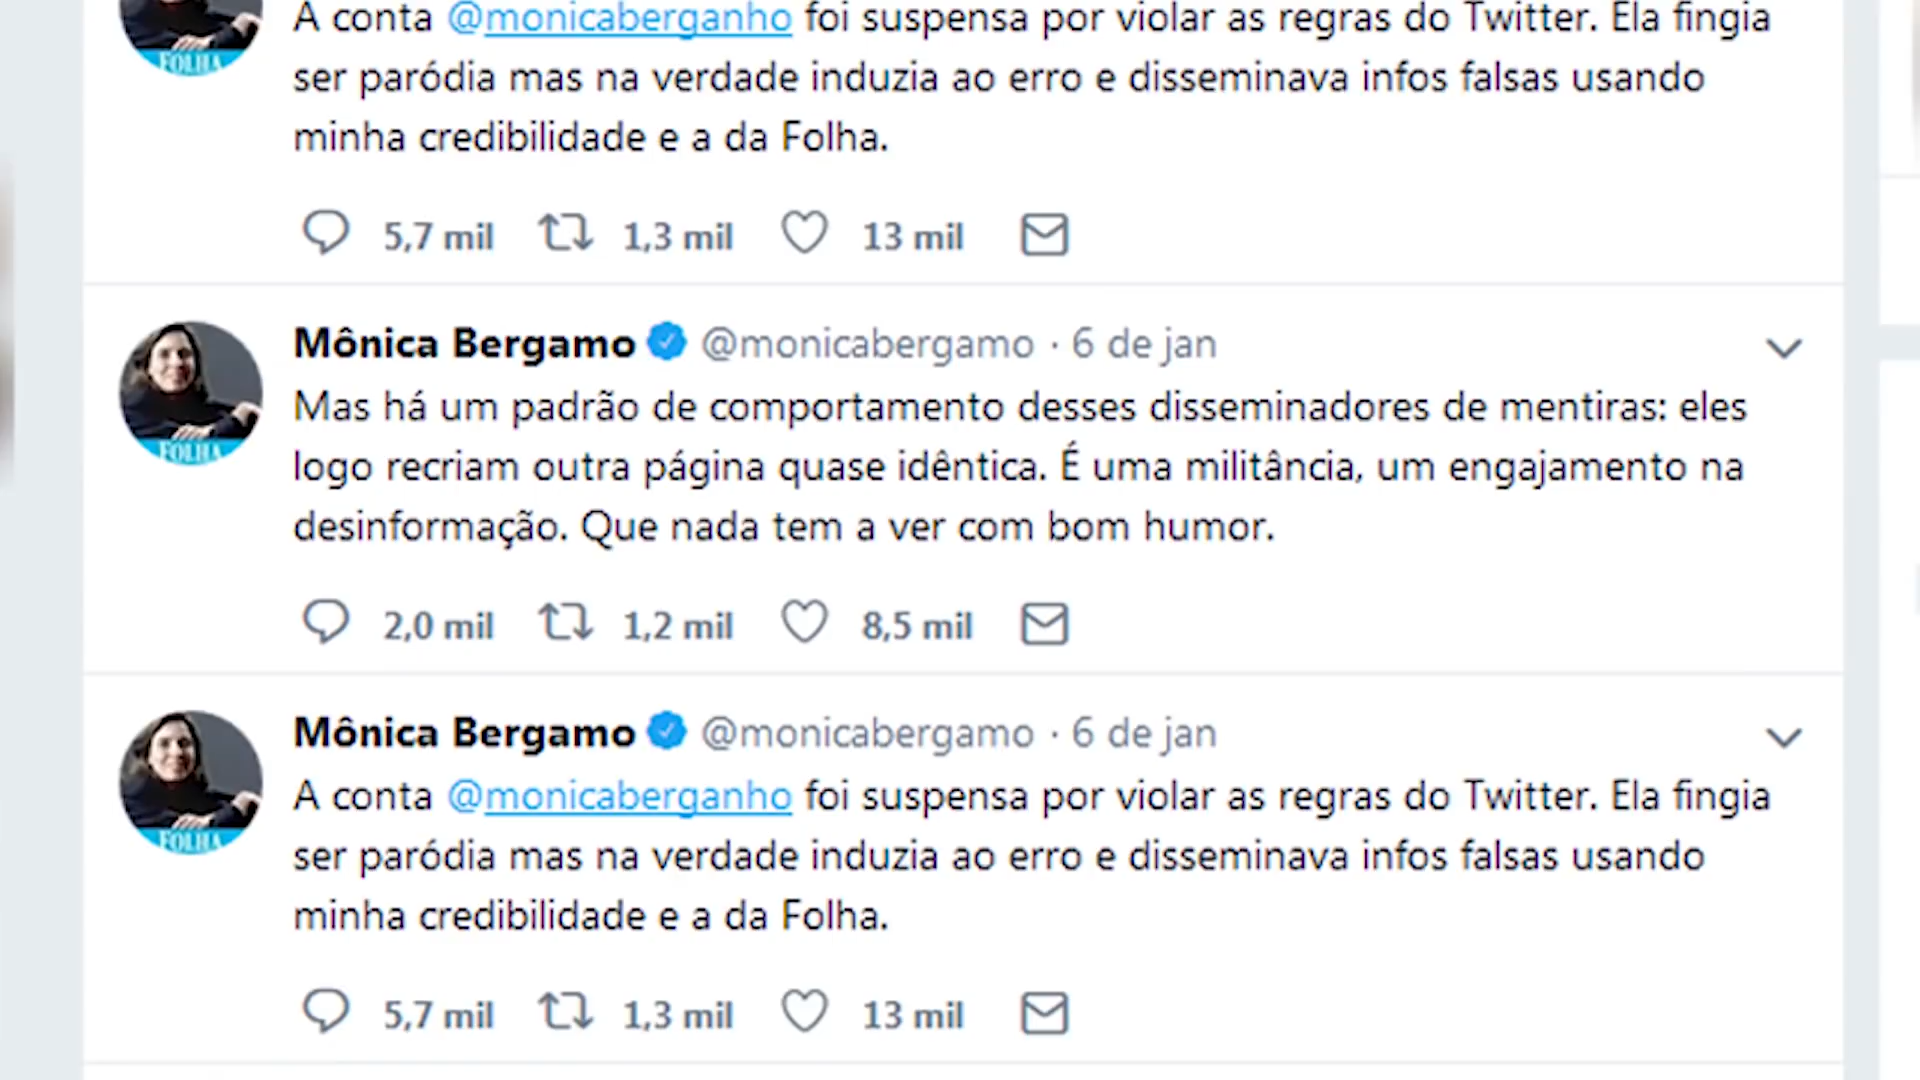 A conta @monicaberganho foi suspensa por violar as regras do Twitter. Ela fingia
FOLHA
ser paródia mas na verdade induzia ao erro e disseminava infos falsas usando
minha credibilidade e a da Folha.
5,7 mil 1,3 mil 13 mil
Mônica Bergamo @monicabergamo · 6 de jan
Mas há um padrão de comportamento desses disseminadores de mentiras: eles
FOLHA
logo recriam outra página quase idêntica. É uma militância, um engajamento na
desinformação. Que nada tem a ver com bom humor.
2,0 mil 1,2 mil 8,5 mil
Mônica Bergamo @monicabergamo · 6 de jan
A conta @monicaberganho foi suspensa por violar as regras do Twitter. Ela fingia
FOLHA
ser paródia mas na verdade induzia ao erro e disseminava infos falsas usando
minha credibilidade e a da Folha.
5,7 mil 1,3 mil 13 mil